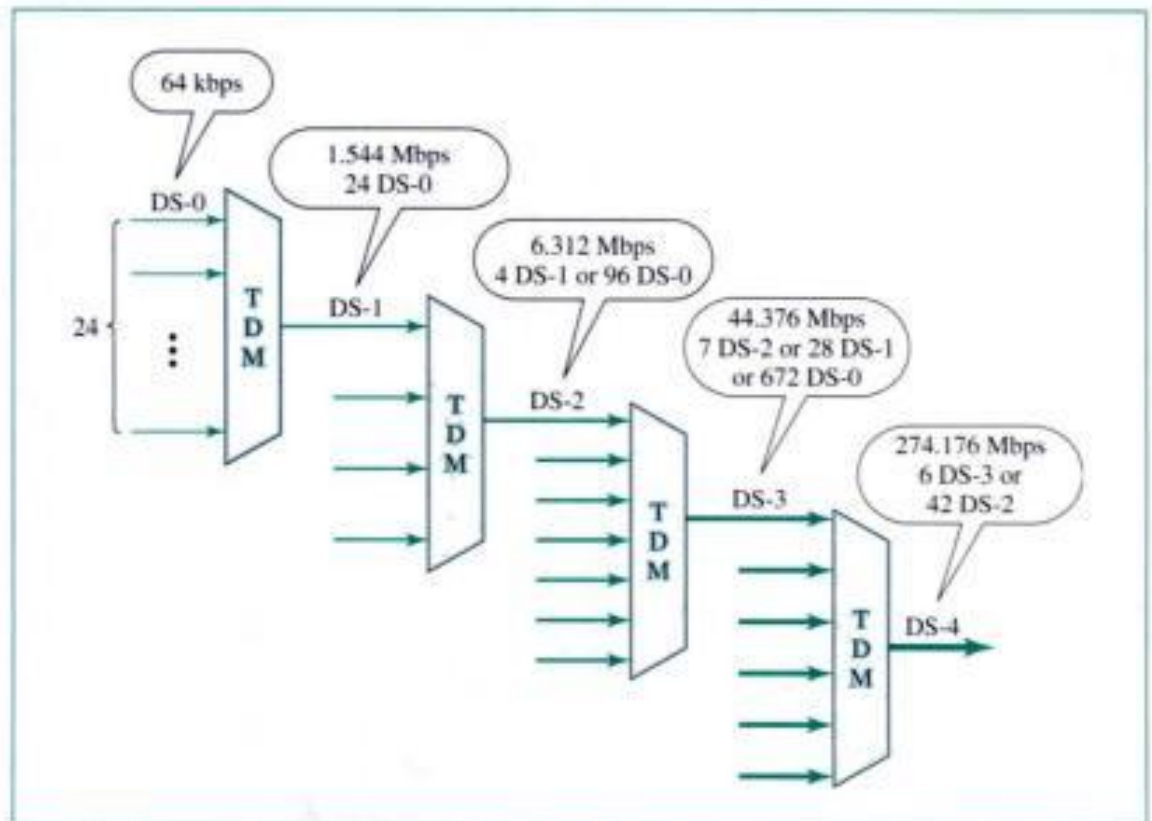 64 kbps
DS-0
24
T
D
M
1.544 Mbps
24 DS-0
DS-1
T
D
M
6.312 Mbps
4 DS-1 or 96 DS-0
DS-2
T
D
M
44.376 Mbps
7 DS-2 or 28 DS-1
or 672 DS-0
DS-3
T
D
M
274.176 Mbps
6 DS-3 or
42 DS-2
DS-4